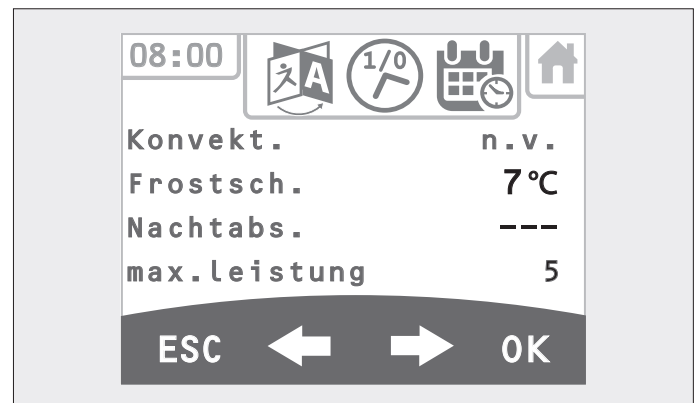 08:00 A 1/0
Konvekt. n.v.
Frostsch. 7°C
Nachtabs. ---
max.leistung 5
ESC OK